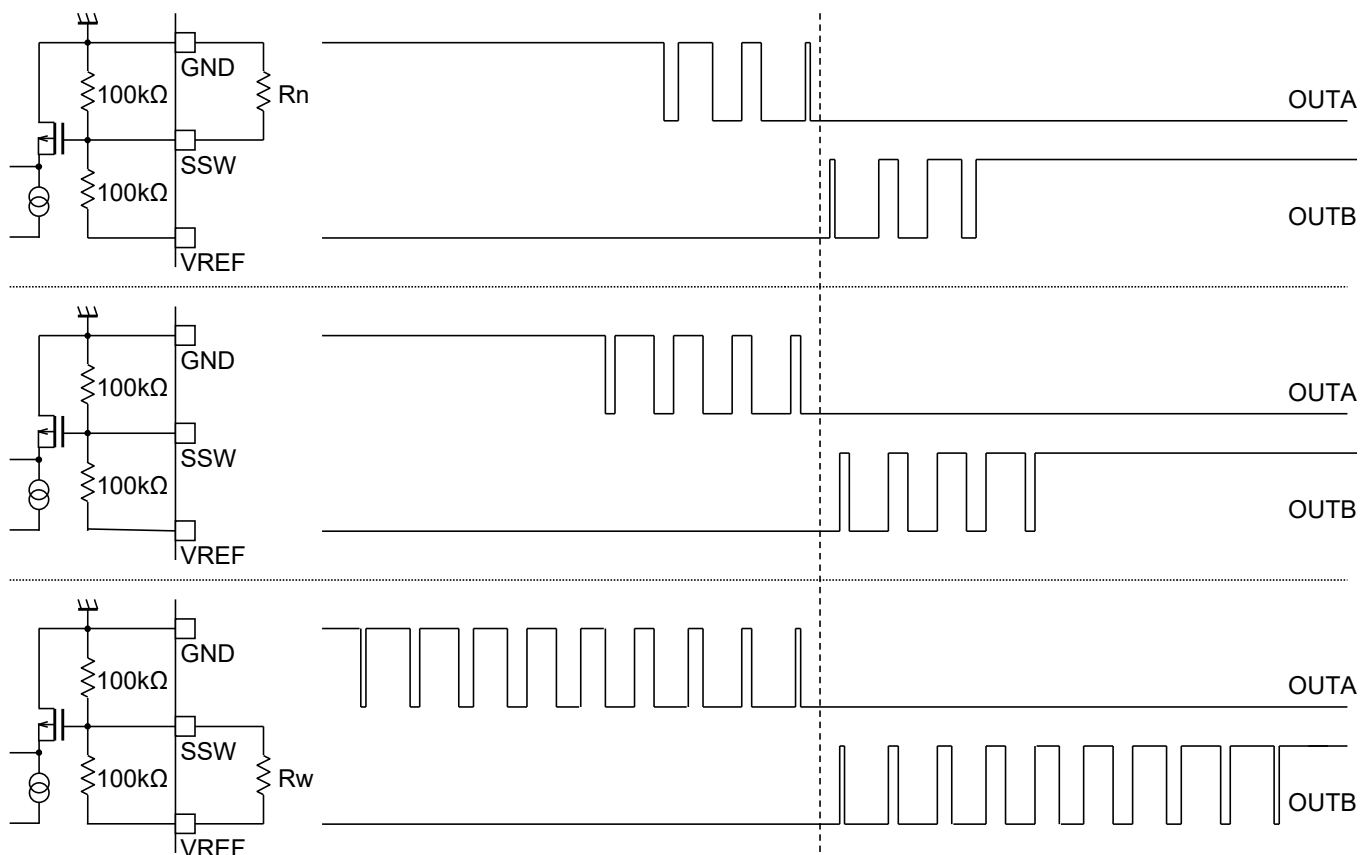 GND
100kΩ
Rn
OUTA
SSW
100kΩ
OUTB
VREF
GND
100kΩ
OUTA
SSW
100kΩ
OUTB
VREF
GND
100kΩ
OUTA
SSW
100kΩ
Rw
OUTB
VREF